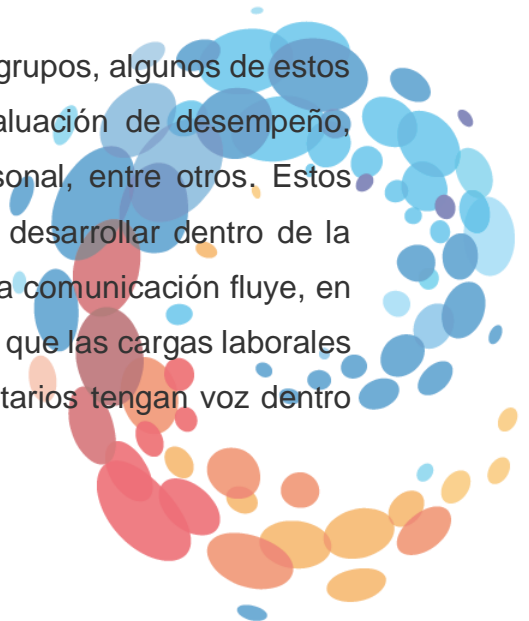 grupos, algunos de estos
aluación de desempeño,
sonal, entre otros. Estos
desarrollar dentro de la
a comunicación fluye, en
que las cargas laborales
tarios tengan voz dentro